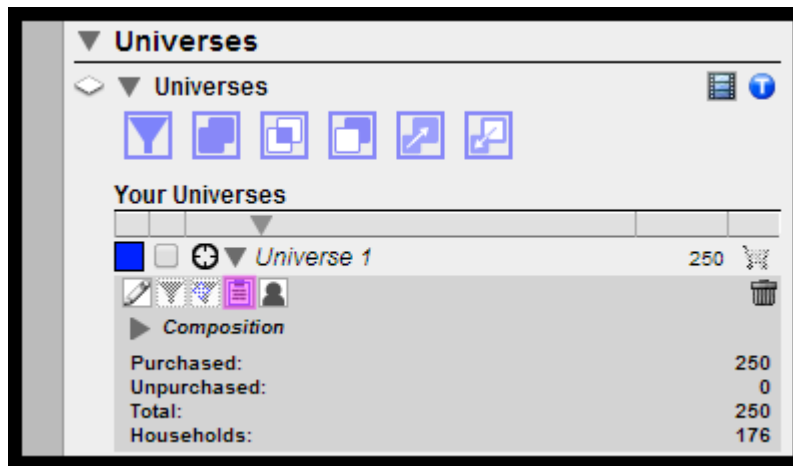 Universes
Universes
T
Your Universes
Universe 1 250
Composition
Purchased: 250
Unpurchased: 0
Total: 250
Households: 176